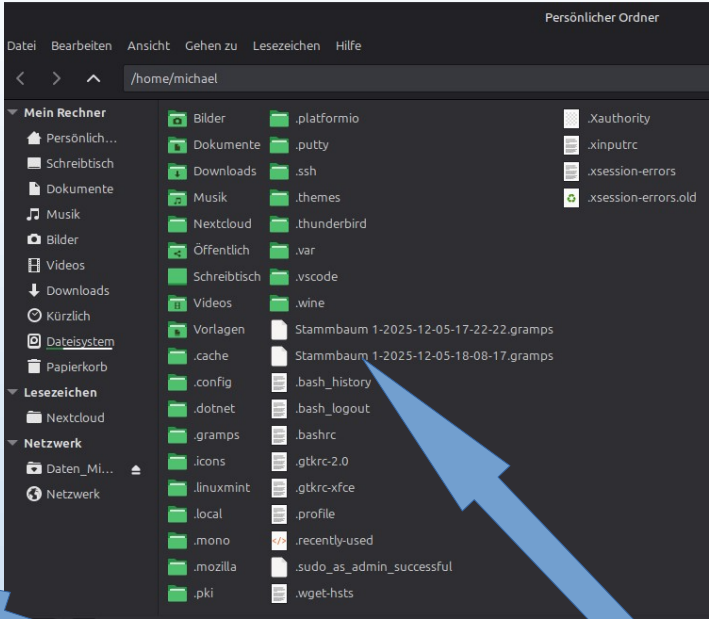 Persönlicher Ordner
Datei Bearbeiten Ansicht Gehen zu Lesezeichen Hilfe
/home/michael
Mein Rechner
Persönlich...
Schreibtisch
Dokumente
Musik
Bilder
Videos
Downloads
Kürzlich
Dateisystem
Papierkorb
Lesezeichen
Nextcloud
Netzwerk
Daten_Mi...
Netzwerk
Bilder
Dokumente
Downloads
Musik
Nextcloud
Öffentlich
Schreibtisch
Videos
Vorlagen
.cache
.config
.dotnet
.gramps
.icons
.linuxmint
.local
.mono
.mozilla
.pki
.platformio
.putty
.ssh
.themes
.thunderbird
.var
.vscode
.wine
Stammbaum 1-2025-12-05-17-22-22.gramps
Stammbaum 1-2025-12-05-18-08-17.gramps
.bash_history
.bash_logout
.bashrc
.gtkrc-2.0
.gtkrc-xfce
.profile
.recently-used
.sudo_as_admin_successful
.wget-hsts
.Xauthority
.xinputrc
.xsession-errors
.xsession-errors.old